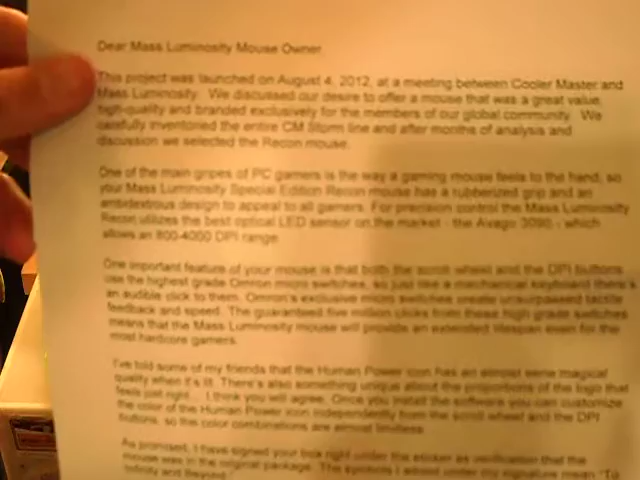 Dear Mass Luminosity Mouse Owner
This project was launched on August 4, 2012, at a meeting between Cooler Master and
Mass Luminosity. We discussed our desire to offer a mouse that was a great value,
high-quality and branded exclusively for the members of our global community. We
carefully inventoried the entire CM Storm line and after months of analysis and
discussion we selected the Recon mouse.
One of the main gripes of PC gamers is the way a gaming mouse feels to the hand, so
your Mass Luminosity Special Edition Recon mouse has a rubberized grip and an
ambidextrous design to appeal to all gamers. For precision control the Mass Luminosity
Recon utilizes the best optical LED sensor on the market - the Avago 3090 - which
allows an 800-4000 DPI range.
One important feature of your mouse is that both the scroll wheel and the DPI buttons
use the highest grade Omron micro switches, so just like a mechanical keyboard there's
an audible click to them. Omron's exclusive micro switches create unsurpassed tactile
feedback and speed. The guaranteed five million clicks from these high grade switches
means that the Mass Luminosity mouse will provide an extended lifespan even for the
most hardcore gamers.
I've told some of my friends that the Human Power icon has an almost eerie magical
quality when it's lit. There's also something unique about the proportions of the logo that
feels just right... I think you will agree. Once you install the software you can customize
the color of the Human Power icon independently from the scroll wheel and the DPI
buttons, so the color combinations are almost limitless.
As promised, I have signed your box right under the sticker as verification that the
mouse was in the original package. The symbols I added under my signature mean "To
Infinity and Beyond."